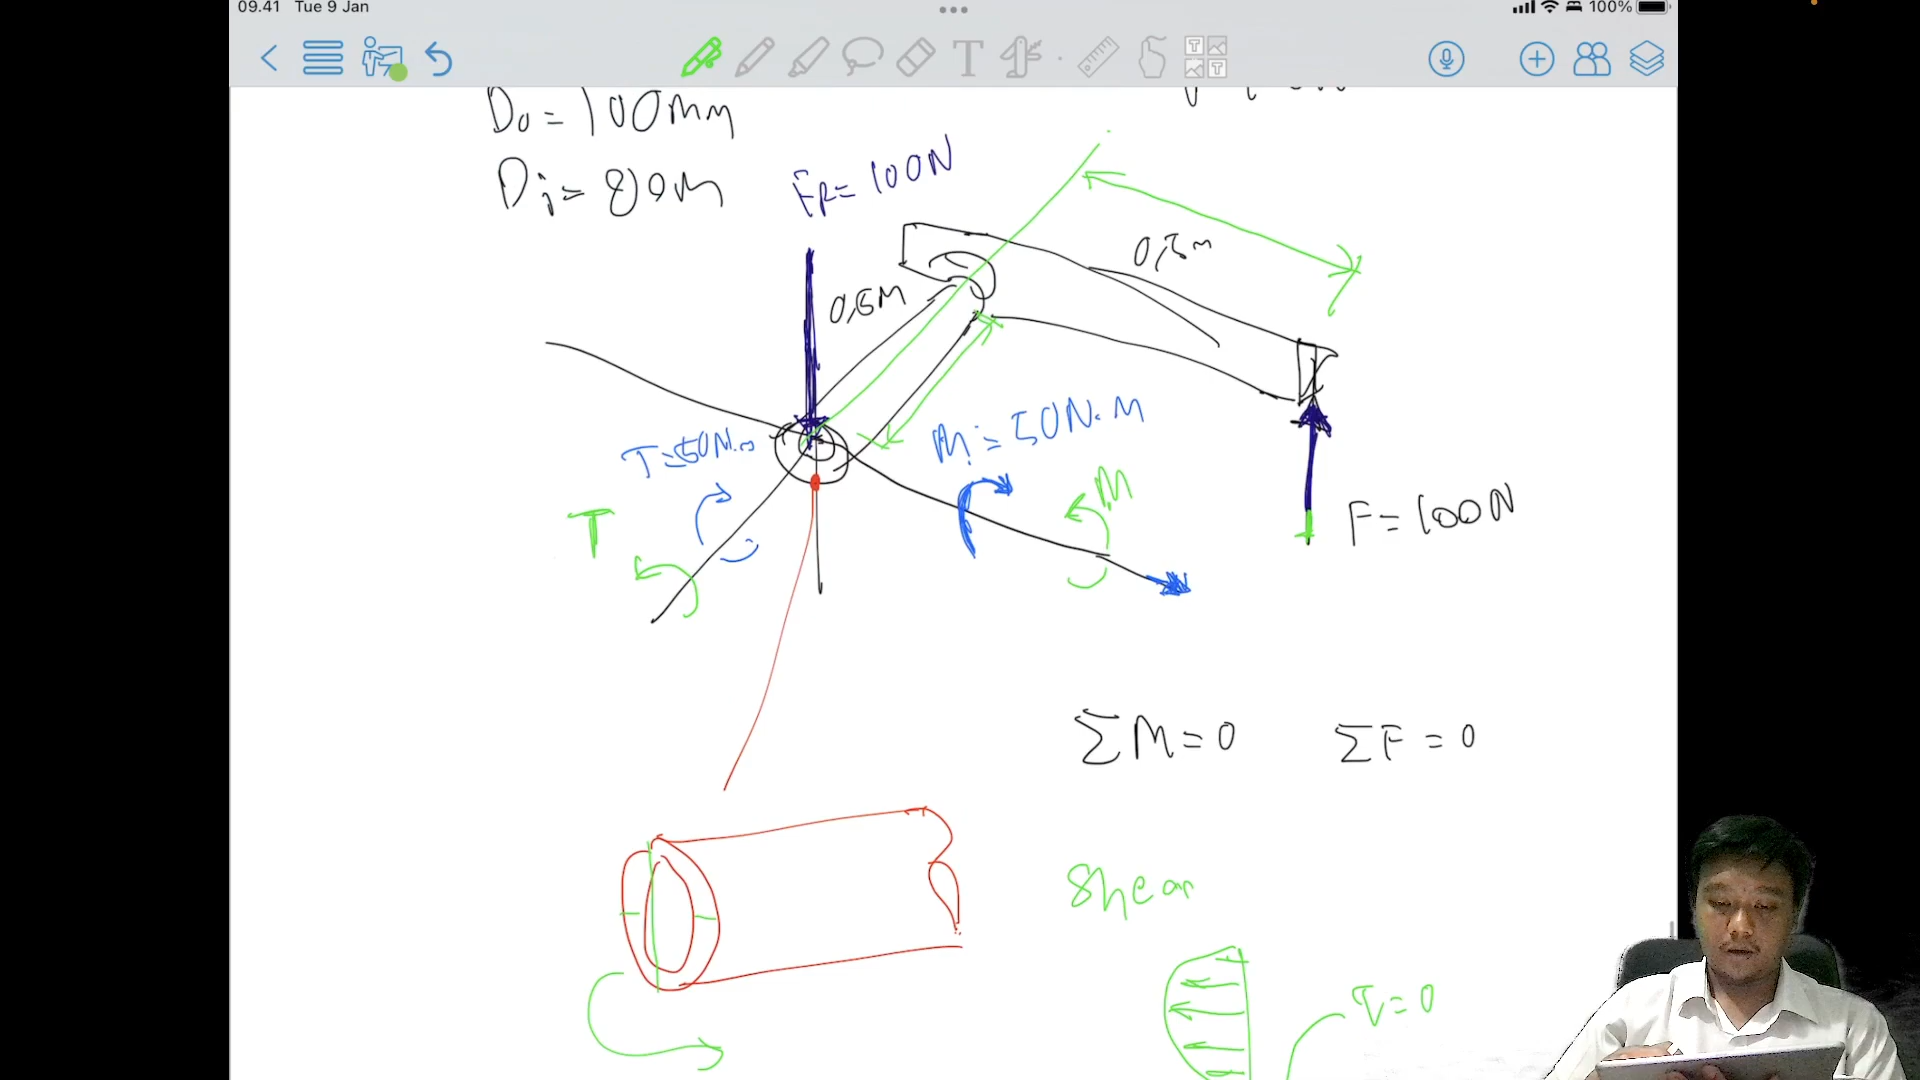 09.41 Tue 9 Jan
100%
D₀ = 100mm
Dᵢ = 80m
F_R = 100N
0,5m
0,5m
T = 50N.m
M = 50N.m
M
T
F = 100N
ΣM = 0
ΣF = 0
Shear
τ = 0